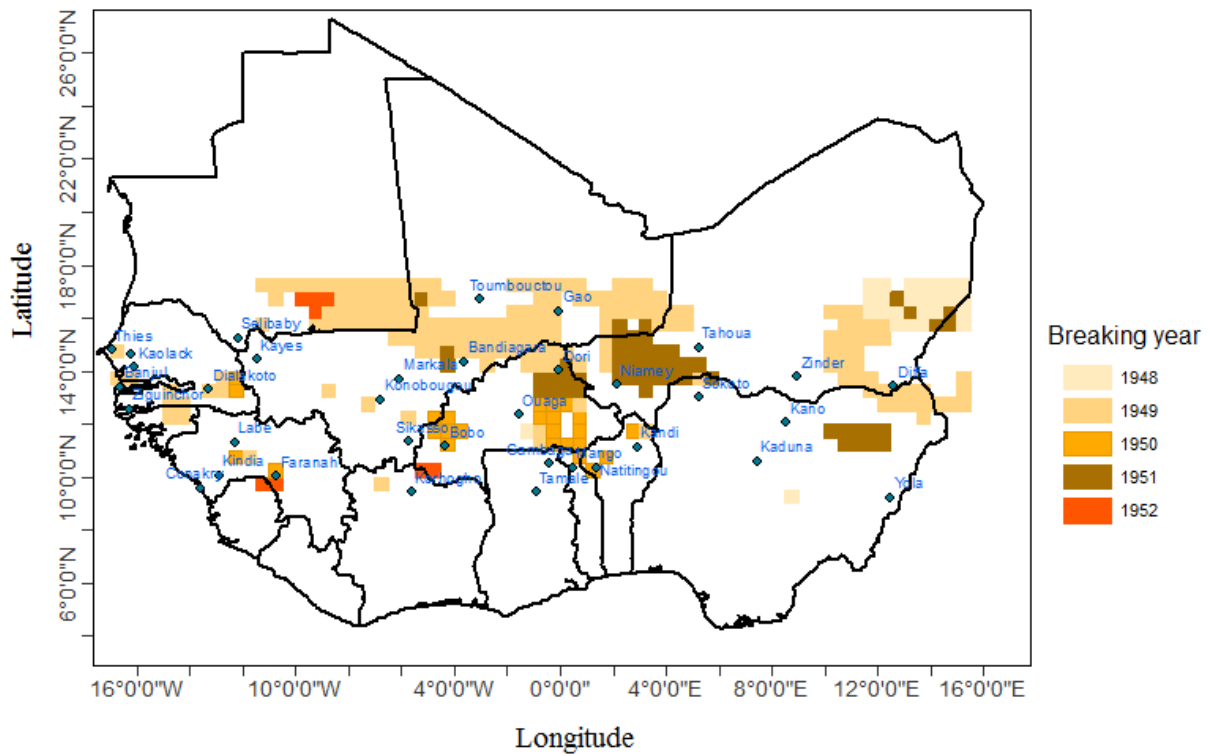 Latitude
26°0'0"N
22°0'0"N
18°0'0"N
14°0'0"N
10°0'0"N
6°0'0"N
Toumbouctou
Gao
Selibaby
Thies
Kayes
Kaolack
Bandiagara
Tahoua
Markala
Dori
Zinder
Banjul
Dialakoto
Niamey
Diffa
Konobougou
Sokoto
Ziguinchor
Ouaga
Kano
Sikasso
Bobo
Kandi
Labe
Kaduna
Gambaga
Mango
Kindia
Faranah
Natitingou
Conakry
Korhogho
Tamale
Yola
16°0'0"W
10°0'0"W
4°0'0"W
0°0'0"E
4°0'0"E
8°0'0"E
12°0'0"E
16°0'0"E
Longitude
Breaking year
1948
1949
1950
1951
1952